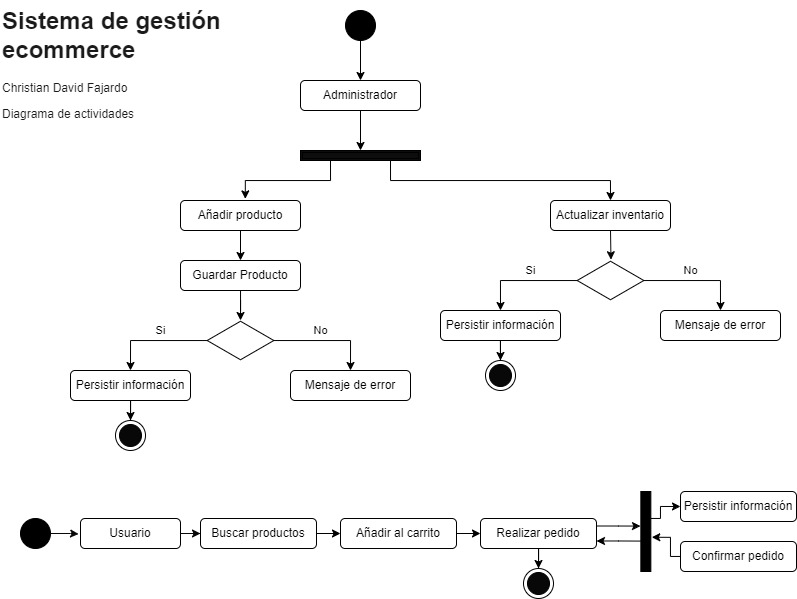 Sistema de gestión
ecommerce
Christian David Fajardo
Diagrama de actividades
Administrador
Añadir producto
Actualizar inventario
Guardar Producto
Si
No
Persistir información
Mensaje de error
Si
No
Persistir información
Mensaje de error
Usuario
Buscar productos
Añadir al carrito
Realizar pedido
Persistir información
Confirmar pedido